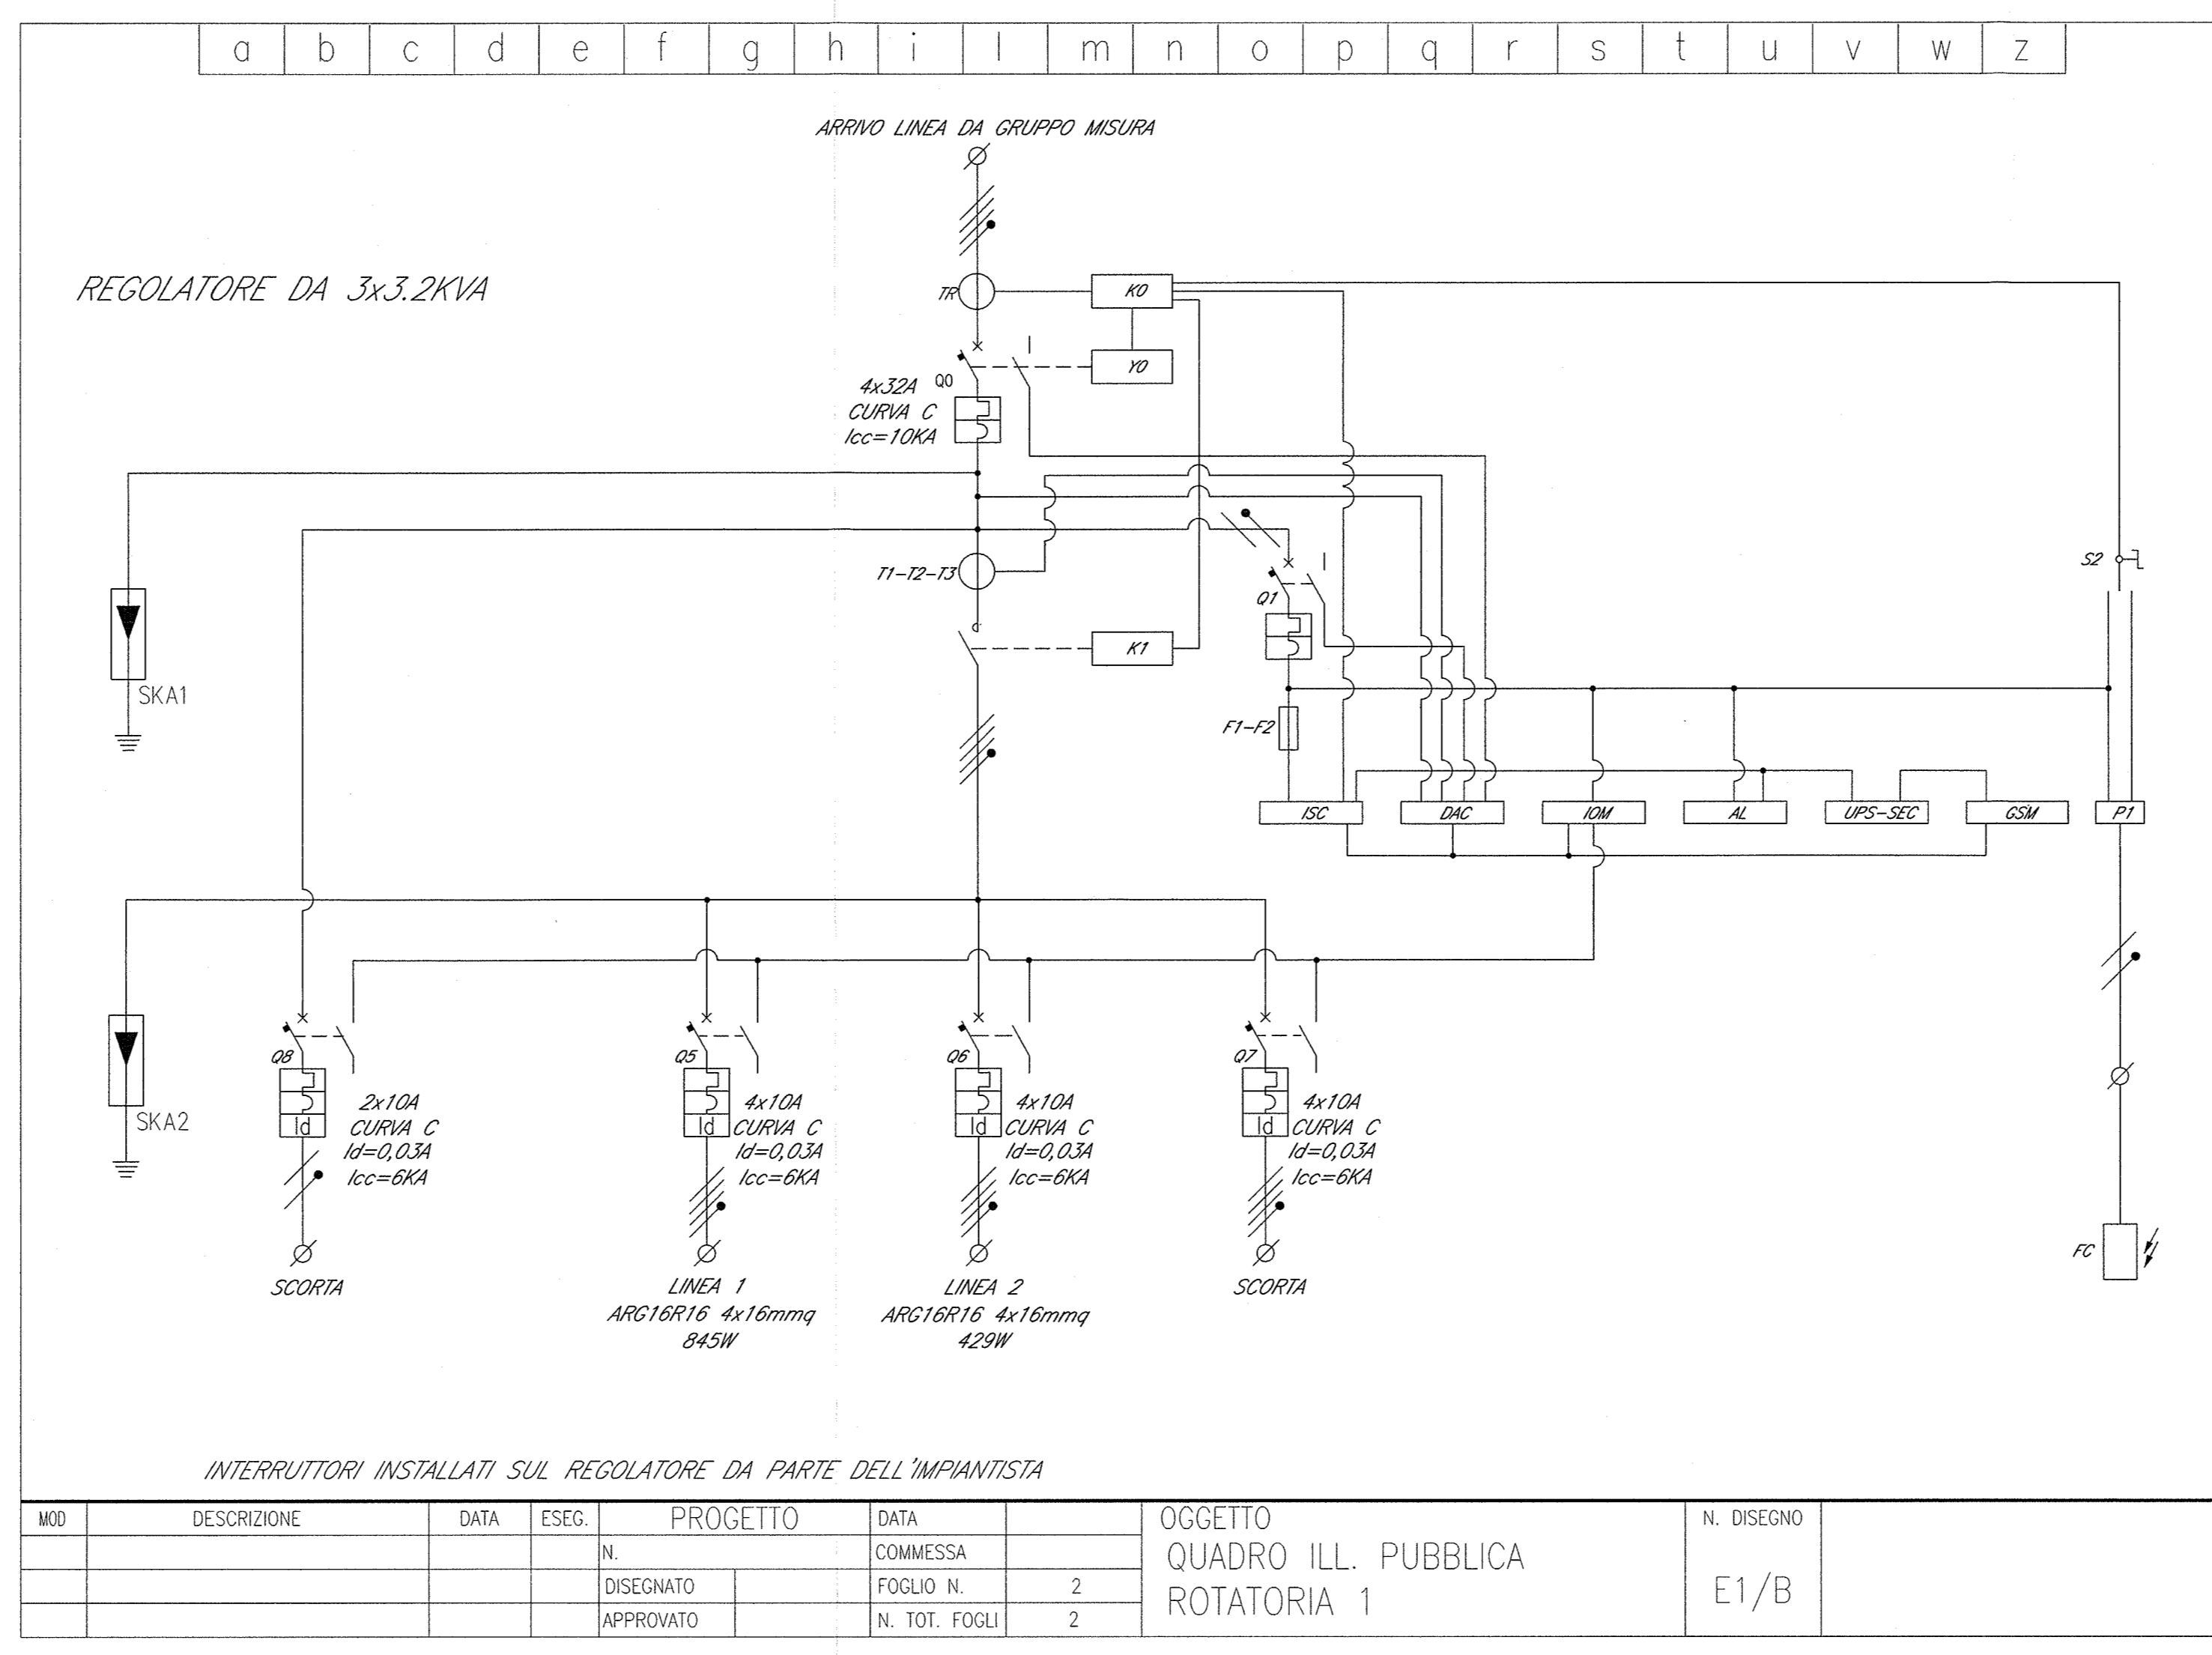 a b c d e f g h i l m n o p q r s t u v w z
ARRIVO LINEA DA GRUPPO MISURA
REGOLATORE DA 3x3.2KVA
TR
K0
Y0
Q0
4x32A
CURVA C
Icc=10KA
T1-T2-T3
K1
Q1
F1-F2
S2
SKA1
ISC
DAC
IOM
AL
UPS-SEC
GSM
P1
SKA2
Q8
2x10A
CURVA C
Id=0,03A
Icc=6KA
Id
SCORTA
Q5
4x10A
CURVA C
Id=0,03A
Icc=6KA
Id
LINEA 1
ARG16R16 4x16mmq
845W
Q6
4x10A
CURVA C
Id=0,03A
Icc=6KA
Id
LINEA 2
ARG16R16 4x16mmq
429W
Q7
4x10A
CURVA C
Id=0,03A
Icc=6KA
Id
SCORTA
FC
INTERRUTTORI INSTALLATI SUL REGOLATORE DA PARTE DELL'IMPIANTISTA
MOD DESCRIZIONE DATA ESEG.
PROGETTO
N.
DISEGNATO
APPROVATO
DATA
COMMESSA
FOGLIO N. 2
N. TOT. FOGLI 2
OGGETTO
QUADRO ILL. PUBBLICA
ROTATORIA 1
N. DISEGNO
E1/B